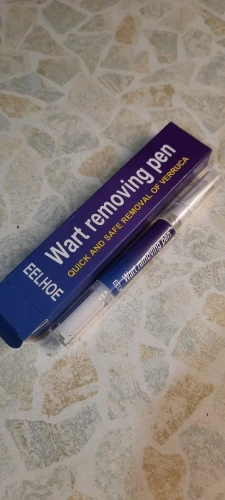 EELHOE
Wart removing pen
QUICK AND SAFE REMOVAL OF VERRUCA
Wart removing pen